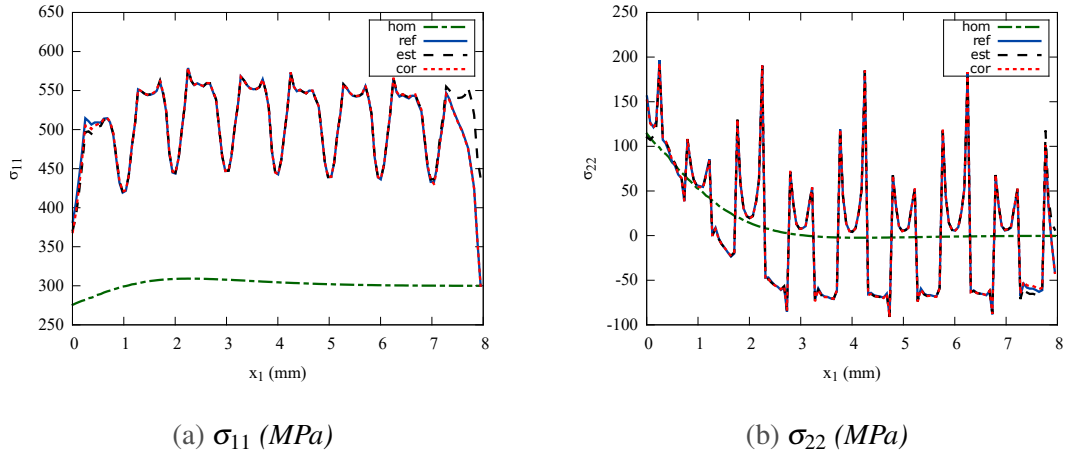 600
550
500
450
400
350
300
250
σ₁₁
0 1 2 3 4 5 6 7 8
x₁ (mm)
hom
ref
est
cor
(a) σ₁₁ (MPa)
250
200
150
100
50
0
-50
-100
σ₂₂
0 1 2 3 4 5 6 7 8
x₁ (mm)
hom
ref
est
cor
(b) σ₂₂ (MPa)